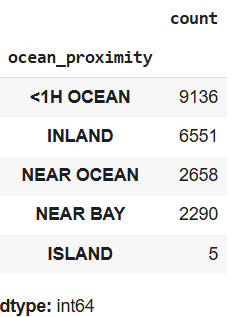 count
ocean_proximity
<1H OCEAN 9136
INLAND 6551
NEAR OCEAN 2658
NEAR BAY 2290
ISLAND 5
dtype: int64